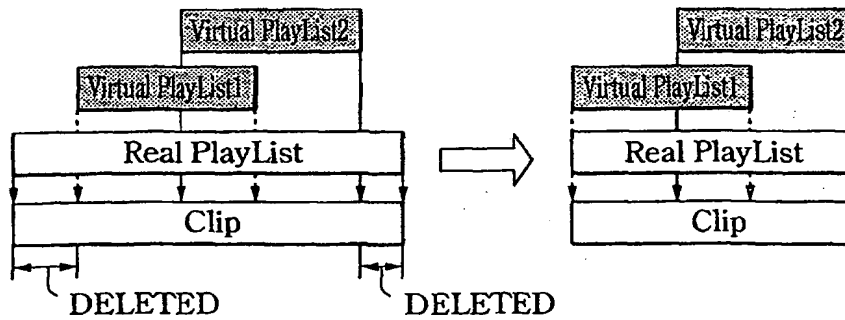 Virtual PlayList2
Virtual PlayList1
Real PlayList
Clip
DELETED
DELETED
Virtual PlayList2
Virtual PlayList1
Real PlayList
Clip